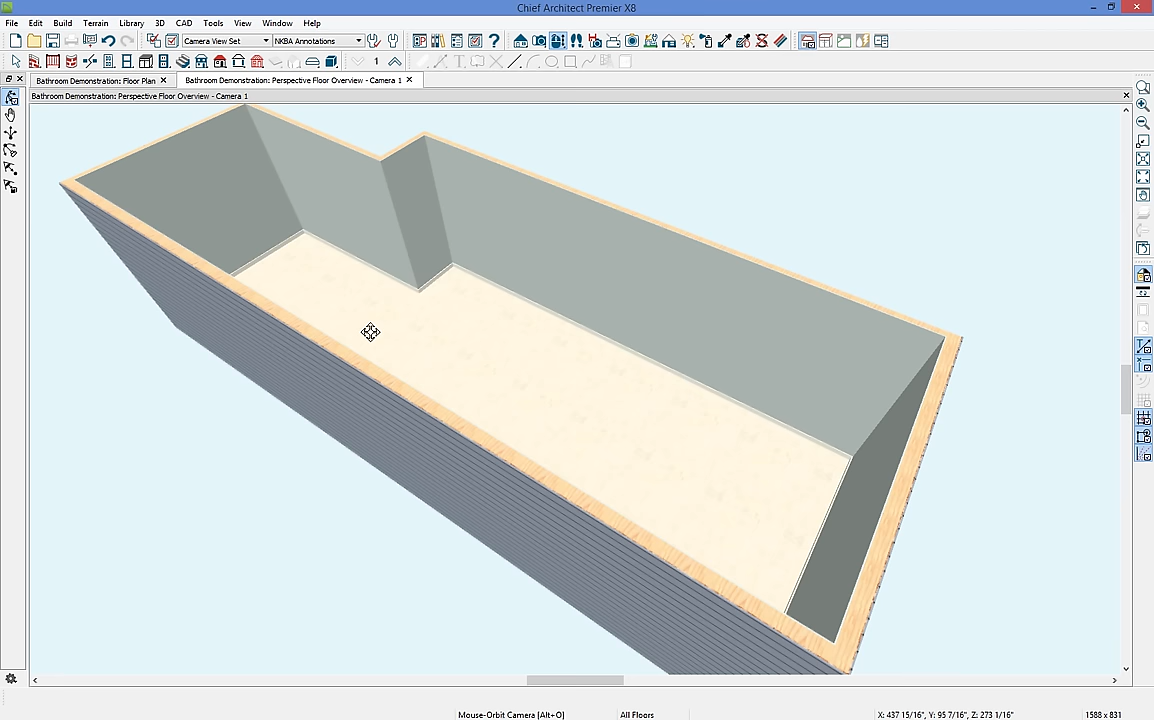 Chief Architect Premier X8
File Edit Build Terrain Library 3D CAD Tools View Window Help
Camera View Set NKBA Annotations
1
Bathroom Demonstration: Floor Plan Bathroom Demonstration: Perspective Floor Overview - Camera 1
Bathroom Demonstration: Perspective Floor Overview - Camera 1
Mouse-Orbit Camera [Alt+O] All Floors X: 437 15/16", Y: 95 7/16", Z: 273 1/16" 1588 x 831